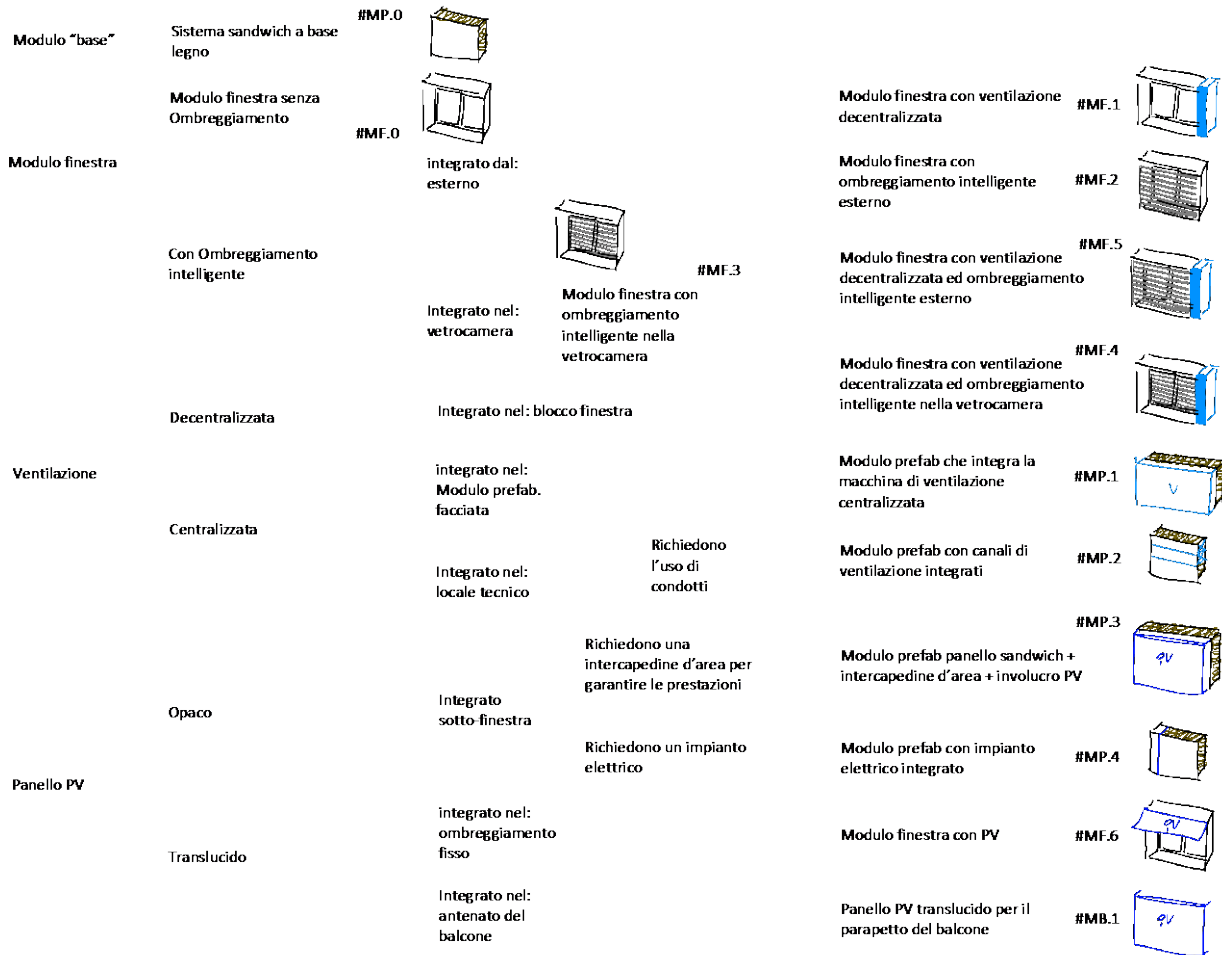 #MP.0
Modulo “base”
Sistema sandwich a base
legno
Modulo finestra senza
Ombreggiamento
#MF.0
Modulo finestra con ventilazione
decentralizzata
#MF.1
Modulo finestra
integrato dal:
esterno
Modulo finestra con
ombreggiamento intelligente
esterno
#MF.2
Con Ombreggiamento
intelligente
#MF.3
Integrato nel:
vetrocamera
Modulo finestra con
ombreggiamento
intelligente nella
vetrocamera
#MF.5
Modulo finestra con ventilazione
decentralizzata ed ombreggiamento
intelligente esterno
#MF.4
Modulo finestra con ventilazione
decentralizzata ed ombreggiamento
intelligente nella vetrocamera
Decentralizzata
Integrato nel: blocco finestra
Ventilazione
integrato nel:
Modulo prefab.
facciata
Modulo prefab che integra la
macchina di ventilazione
centralizzata
#MP.1
V
Centralizzata
Integrato nel:
locale tecnico
Richiedono
l’uso di
condotti
Modulo prefab con canali di
ventilazione integrati
#MP.2
#MP.3
Richiedono una
intercapedine d’area per
garantire le prestazioni
Modulo prefab panello sandwich +
intercapedine d’area + involucro PV
PV
Opaco
Integrato
sotto-finestra
Richiedono un impianto
elettrico
Modulo prefab con impianto
elettrico integrato
#MP.4
Panello PV
integrato nel:
ombreggiamento
fisso
Modulo finestra con PV
#MF.6
PV
Translucido
Integrato nel:
antenato del
balcone
Panello PV translucido per il
parapetto del balcone
#MB.1
PV